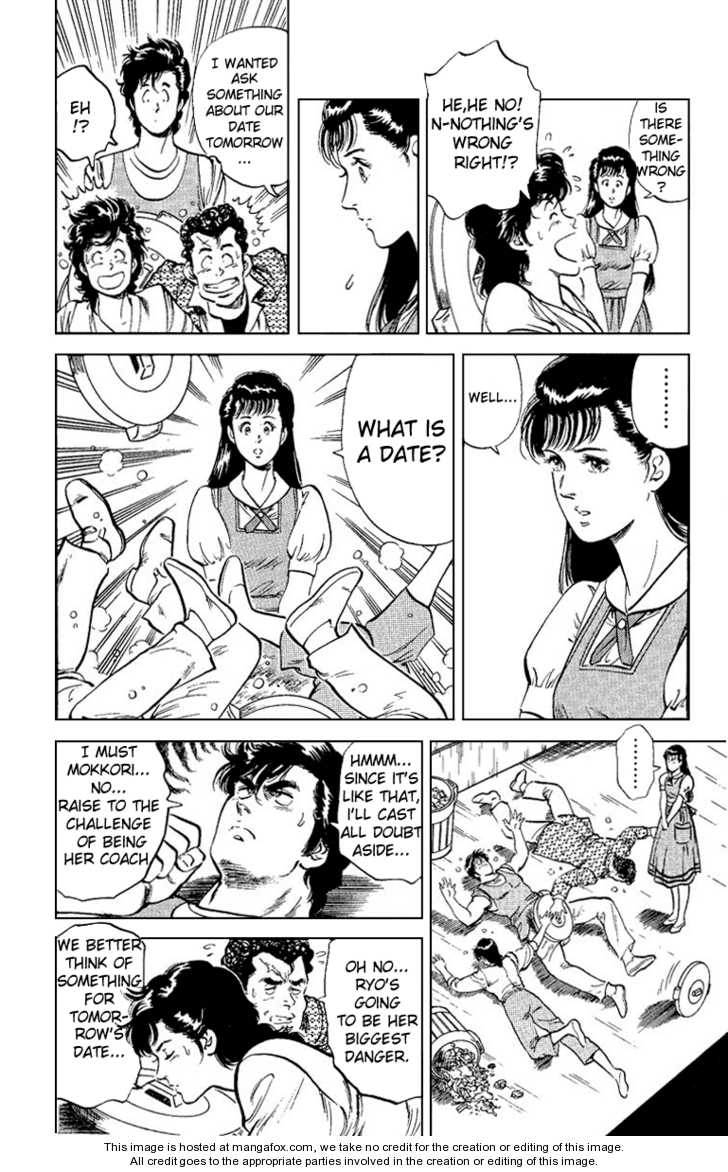 IS
THERE
SOME-
THING
WRONG
?
HE,HE NO!
N-NOTHING'S
WRONG
RIGHT!?
I WANTED
ASK
SOMETHING
ABOUT OUR
DATE
TOMORROW
...
EH
!?
........
WELL...
WHAT IS
A DATE?
......
HMMM...
SINCE IT'S
LIKE THAT,
I'LL CAST
ALL DOUBT
ASIDE...
I MUST
MOKKORI...
NO...
RAISE TO THE
CHALLENGE
OF BEING
HER COACH
OH NO...
RYO'S
GOING
TO BE HER
BIGGEST
DANGER.
WE BETTER
THINK OF
SOMETHING
FOR
TOMOR-
ROW'S
DATE...
This image is hosted at mangafox.com, we take no credit for the creation or editing of this image.
All credit goes to the appropriate parties involved in the creation or editing of this image.